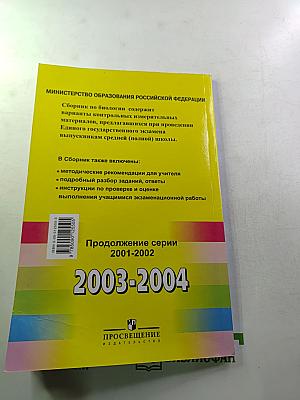 МИНИСТЕРСТВО ОБРАЗОВАНИЯ РОССИЙСКОЙ ФЕДЕРАЦИИ
Сборник по биологии содержит
варианты контрольных измерительных
материалов, предлагавшихся при проведении
Единого государственного экзамена
выпускникам средней (полной) школы.
В Сборник также включены:
• методические рекомендации для учителя
• подробный разбор заданий, ответы
• инструкции по проверке и оценке
выполнения учащимися экзаменационной работы
Продолжение серии
2001-2002
2003-2004
ПРОСВЕЩЕНИЕ
ИЗДАТЕЛЬСТВО